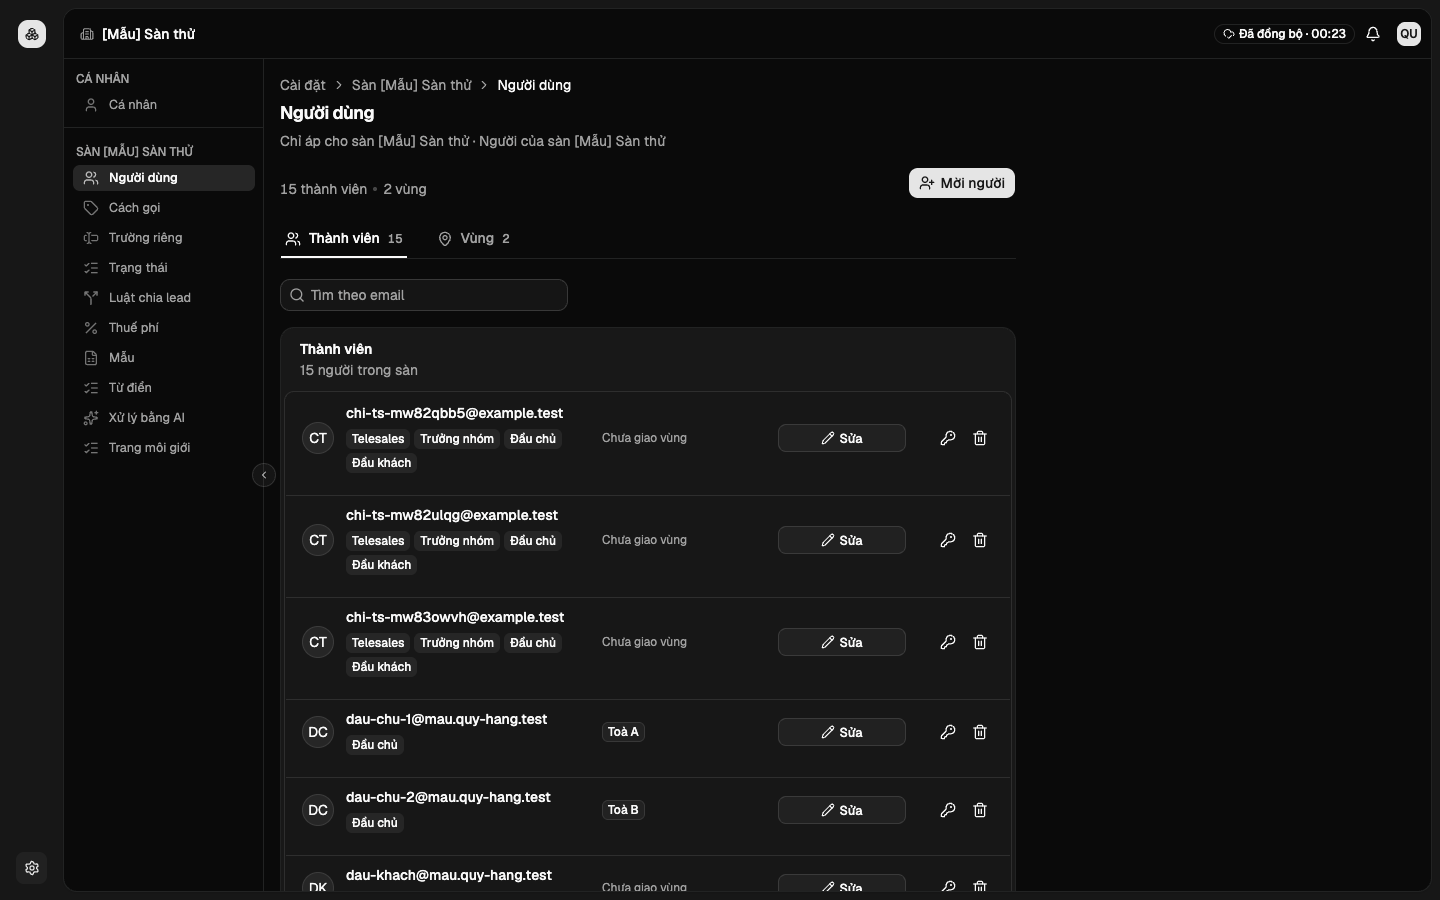 [Mẫu] Sàn thử
Đã đồng bộ · 00:23
QU
CÁ NHÂN
Cá nhân
SÀN [MẪU] SÀN THỬ
Người dùng
Cách gọi
Trường riêng
Trạng thái
Luật chia lead
Thuế phí
Mẫu
Từ điển
Xử lý bằng AI
Trang môi giới
Cài đặt > Sàn [Mẫu] Sàn thử > Người dùng
Người dùng
Chỉ áp cho sàn [Mẫu] Sàn thử · Người của sàn [Mẫu] Sàn thử
15 thành viên • 2 vùng
Mời người
Thành viên 15
Vùng 2
Tìm theo email
Thành viên
15 người trong sàn
CT
chi-ts-mw82qbb5@example.test
Telesales Trưởng nhóm Đầu chủ
Đầu khách
Chưa giao vùng
Sửa
CT
chi-ts-mw82ulqg@example.test
Telesales Trưởng nhóm Đầu chủ
Đầu khách
Chưa giao vùng
Sửa
CT
chi-ts-mw83owvh@example.test
Telesales Trưởng nhóm Đầu chủ
Đầu khách
Chưa giao vùng
Sửa
DC
dau-chu-1@mau.quy-hang.test
Đầu chủ
Toà A
Sửa
DC
dau-chu-2@mau.quy-hang.test
Đầu chủ
Toà B
Sửa
DK
dau-khach@mau.quy-hang.test
Chưa giao vùng
Sửa